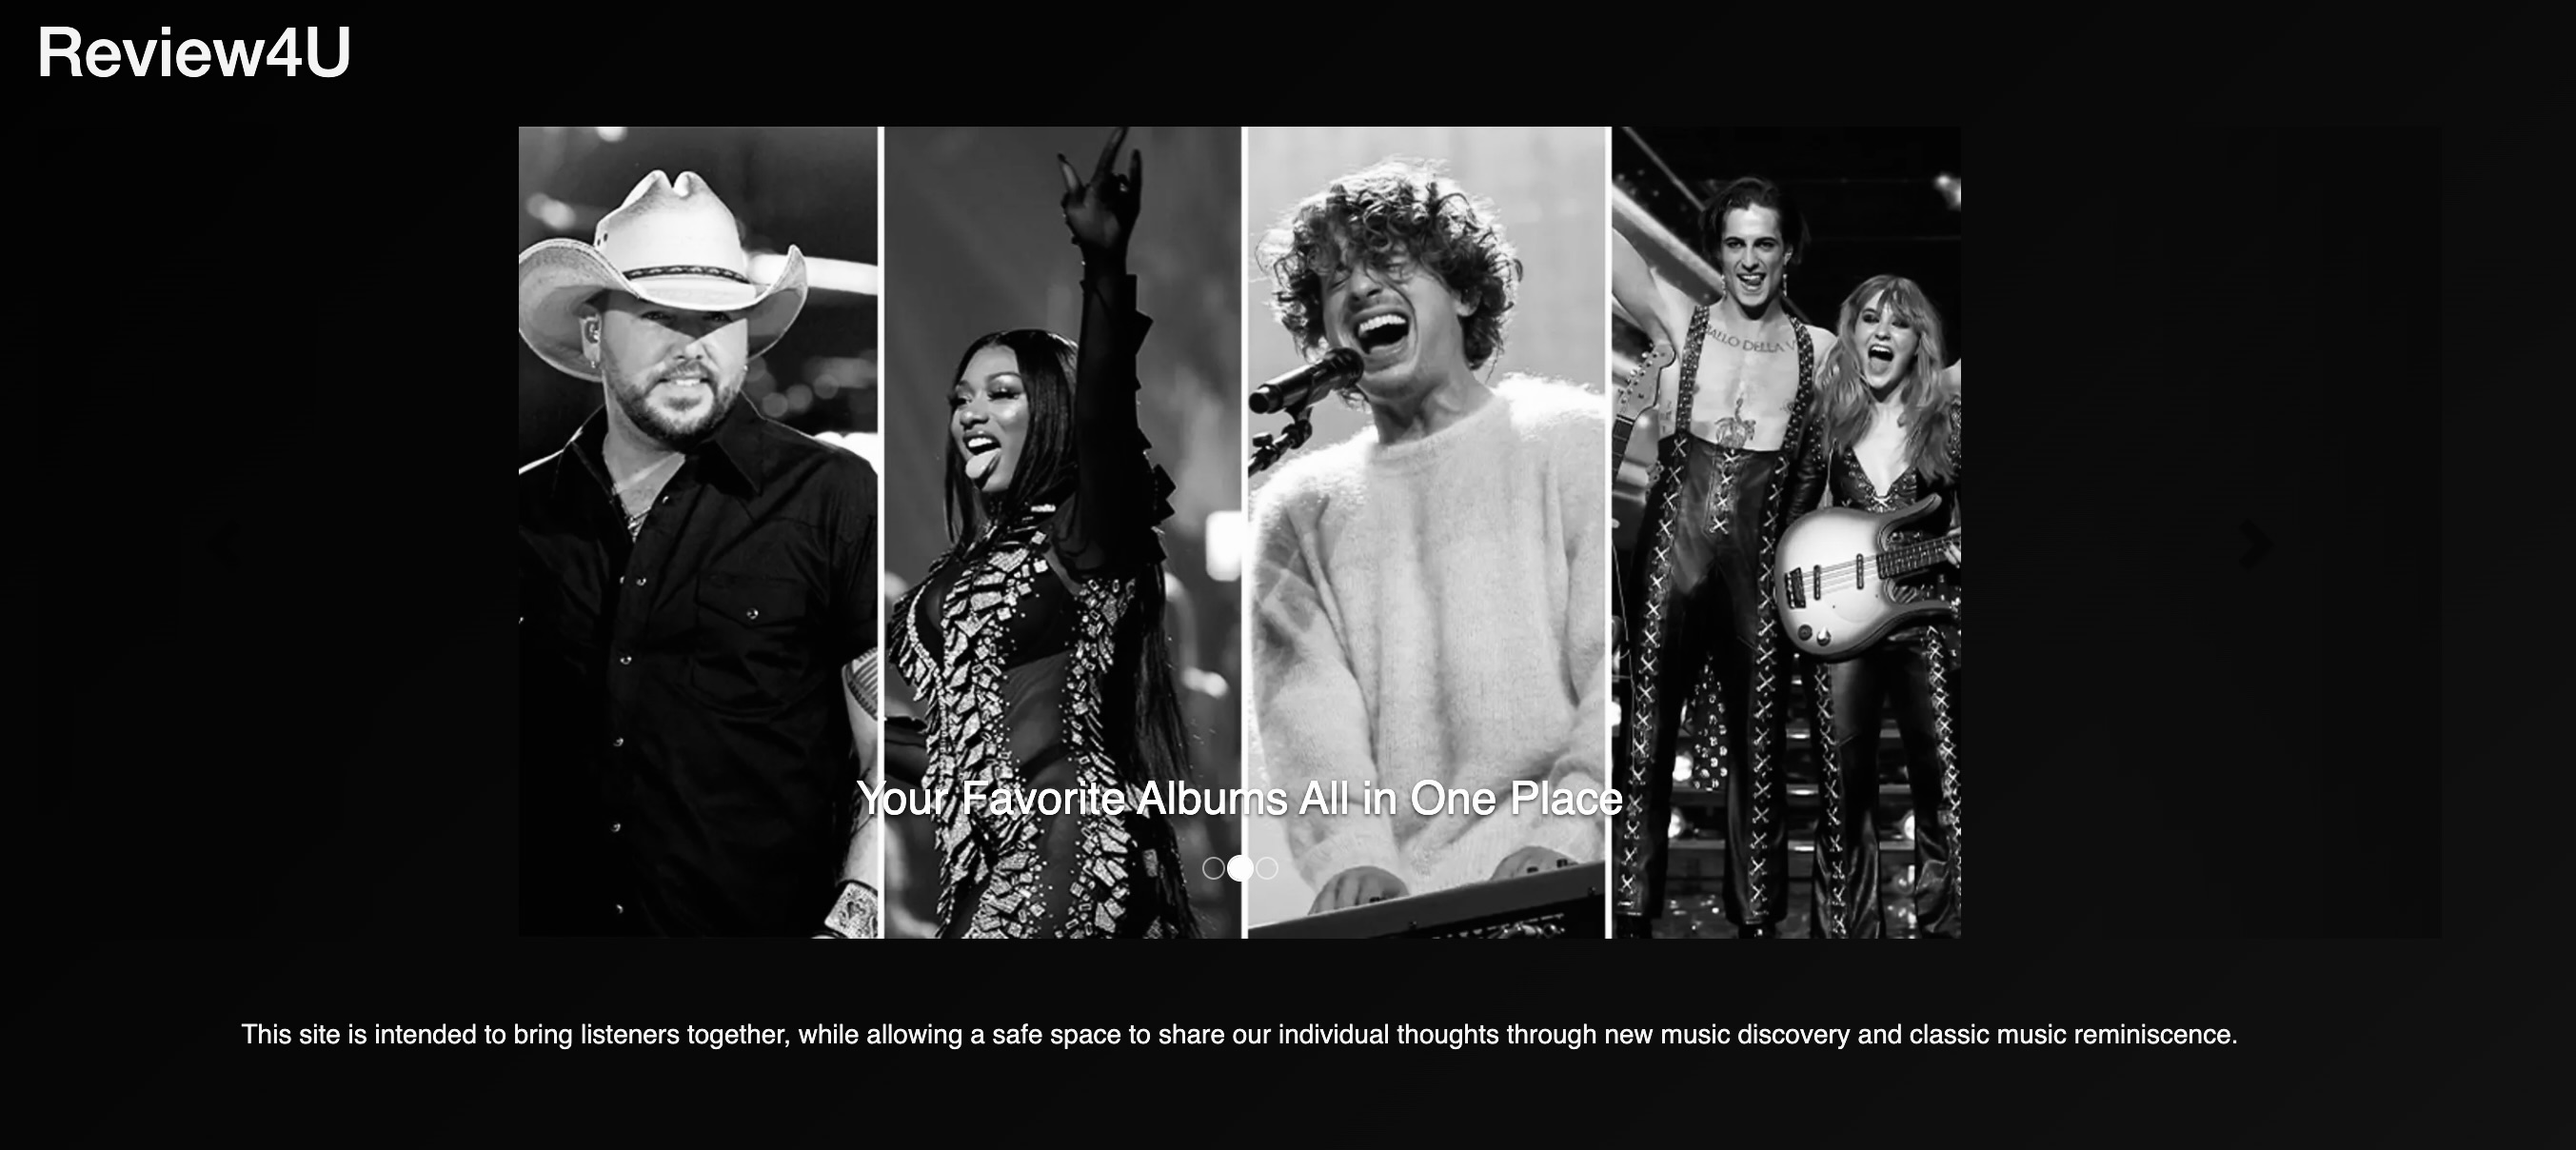 Review4U
Your Favorite Albums All in One Place
This site is intended to bring listeners together, while allowing a safe space to share our individual thoughts through new music discovery and classic music reminiscence.